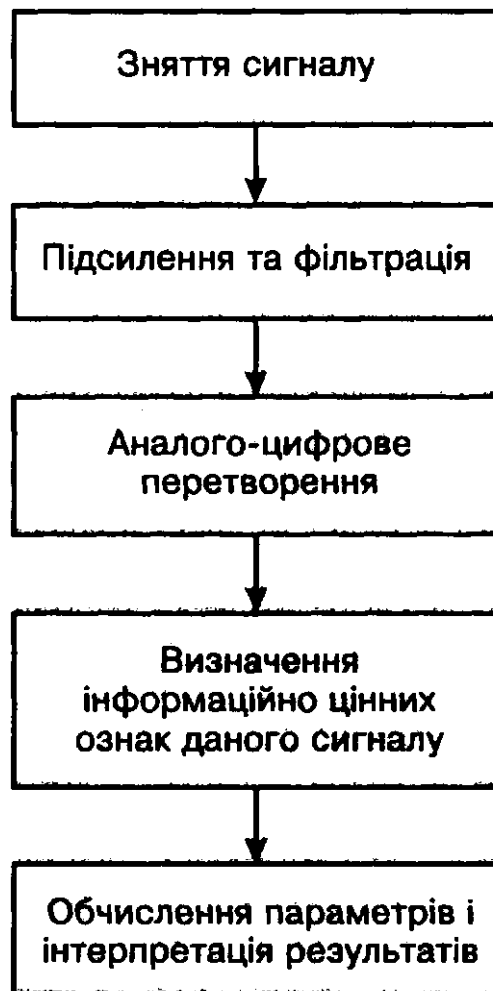 Зняття сигналу
Підсилення та фільтрація
Аналого-цифрове
перетворення
Визначення
інформаційно цінних
ознак даного сигналу
Обчислення параметрів і
інтерпретація результатів